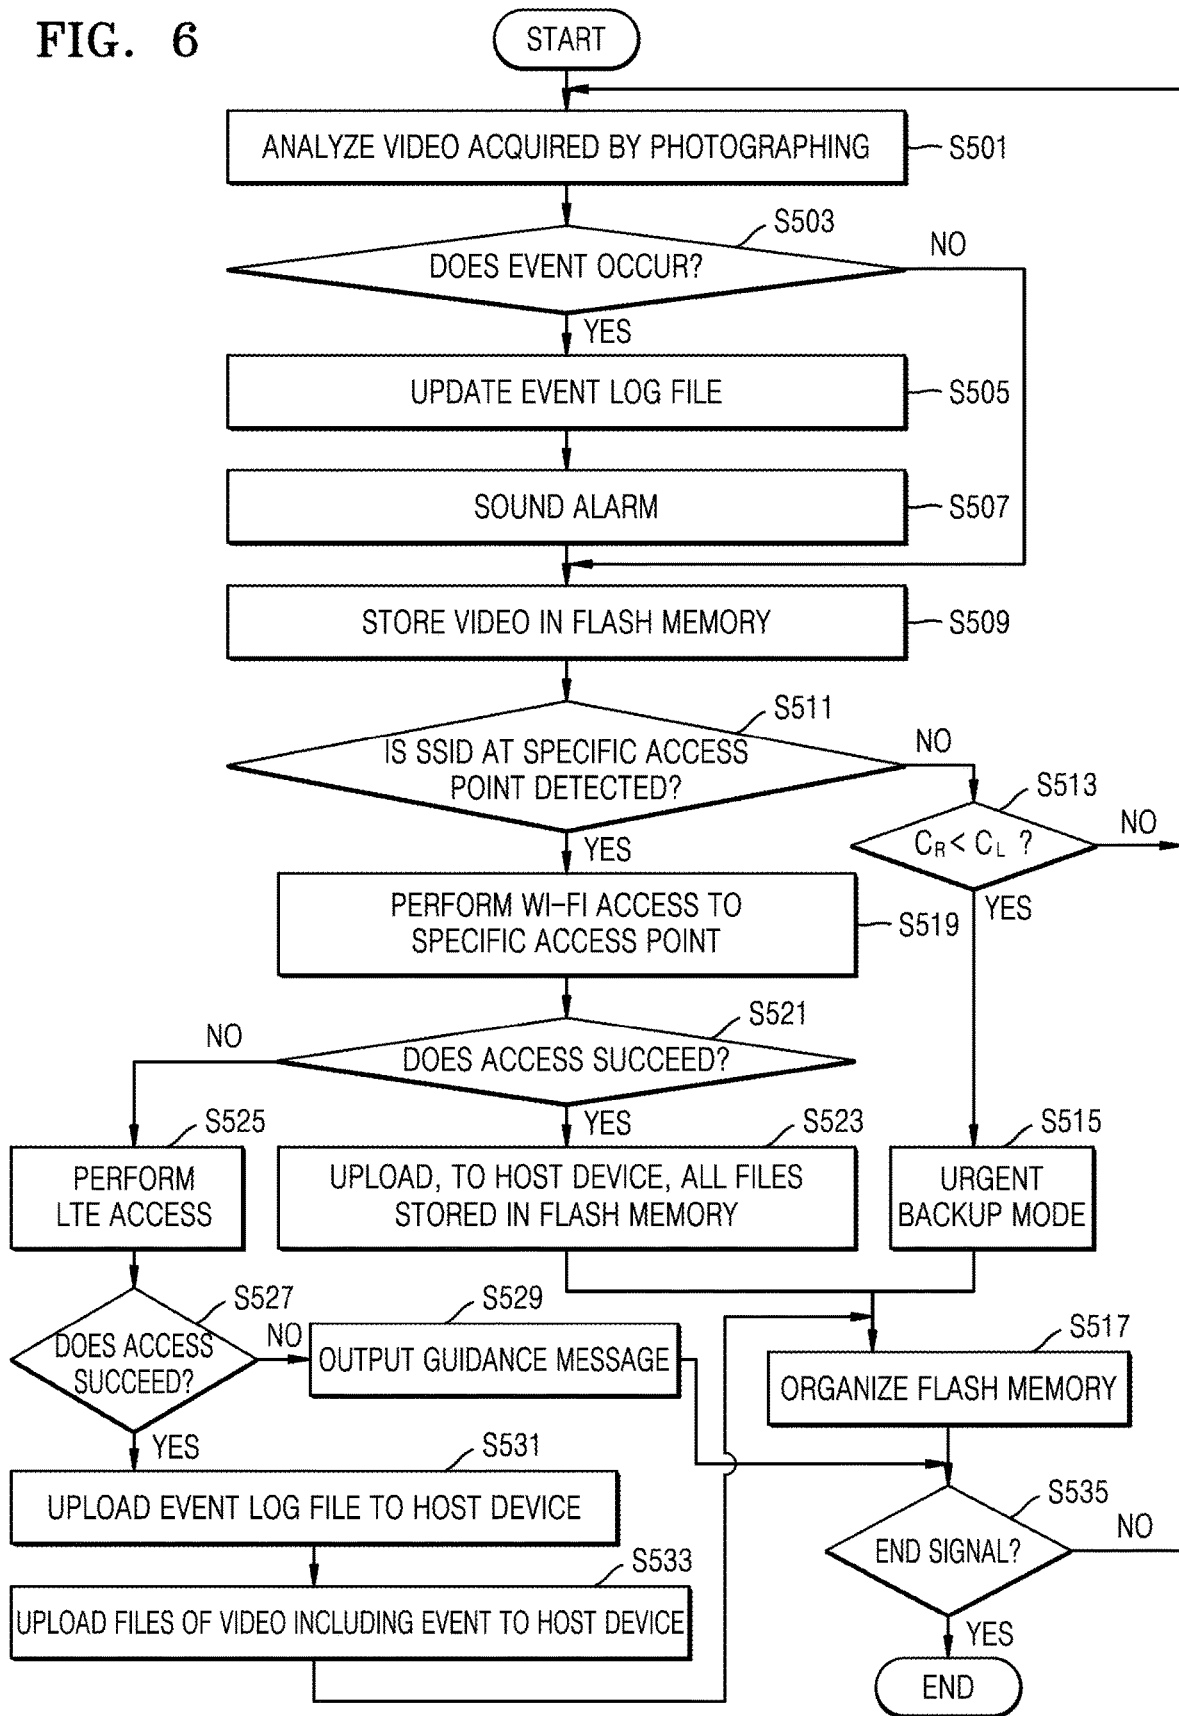 FIG. 6
START
ANALYZE VIDEO ACQUIRED BY PHOTOGRAPHING
S501
S503
DOES EVENT OCCUR?
NO
YES
UPDATE EVENT LOG FILE
S505
SOUND ALARM
S507
STORE VIDEO IN FLASH MEMORY
S509
S511
IS SSID AT SPECIFIC ACCESS
POINT DETECTED?
NO
YES
S513
CR < CL ?
NO
YES
PERFORM WI-FI ACCESS TO
SPECIFIC ACCESS POINT
S519
S521
DOES ACCESS SUCCEED?
NO
YES
S525
PERFORM
LTE ACCESS
S523
UPLOAD, TO HOST DEVICE, ALL FILES
STORED IN FLASH MEMORY
S515
URGENT
BACKUP MODE
S527
DOES ACCESS
SUCCEED?
NO
YES
S529
OUTPUT GUIDANCE MESSAGE
S517
ORGANIZE FLASH MEMORY
S531
UPLOAD EVENT LOG FILE TO HOST DEVICE
S533
UPLOAD FILES OF VIDEO INCLUDING EVENT TO HOST DEVICE
S535
END SIGNAL?
NO
YES
END